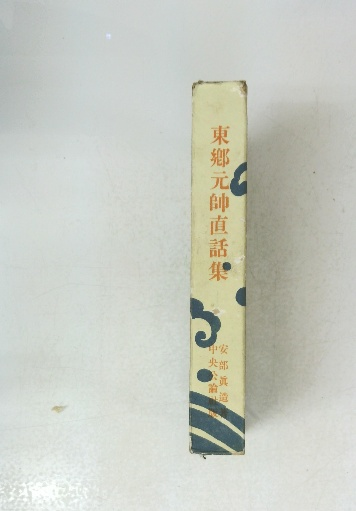 東郷元帥直話集
安部眞造
中央公論社